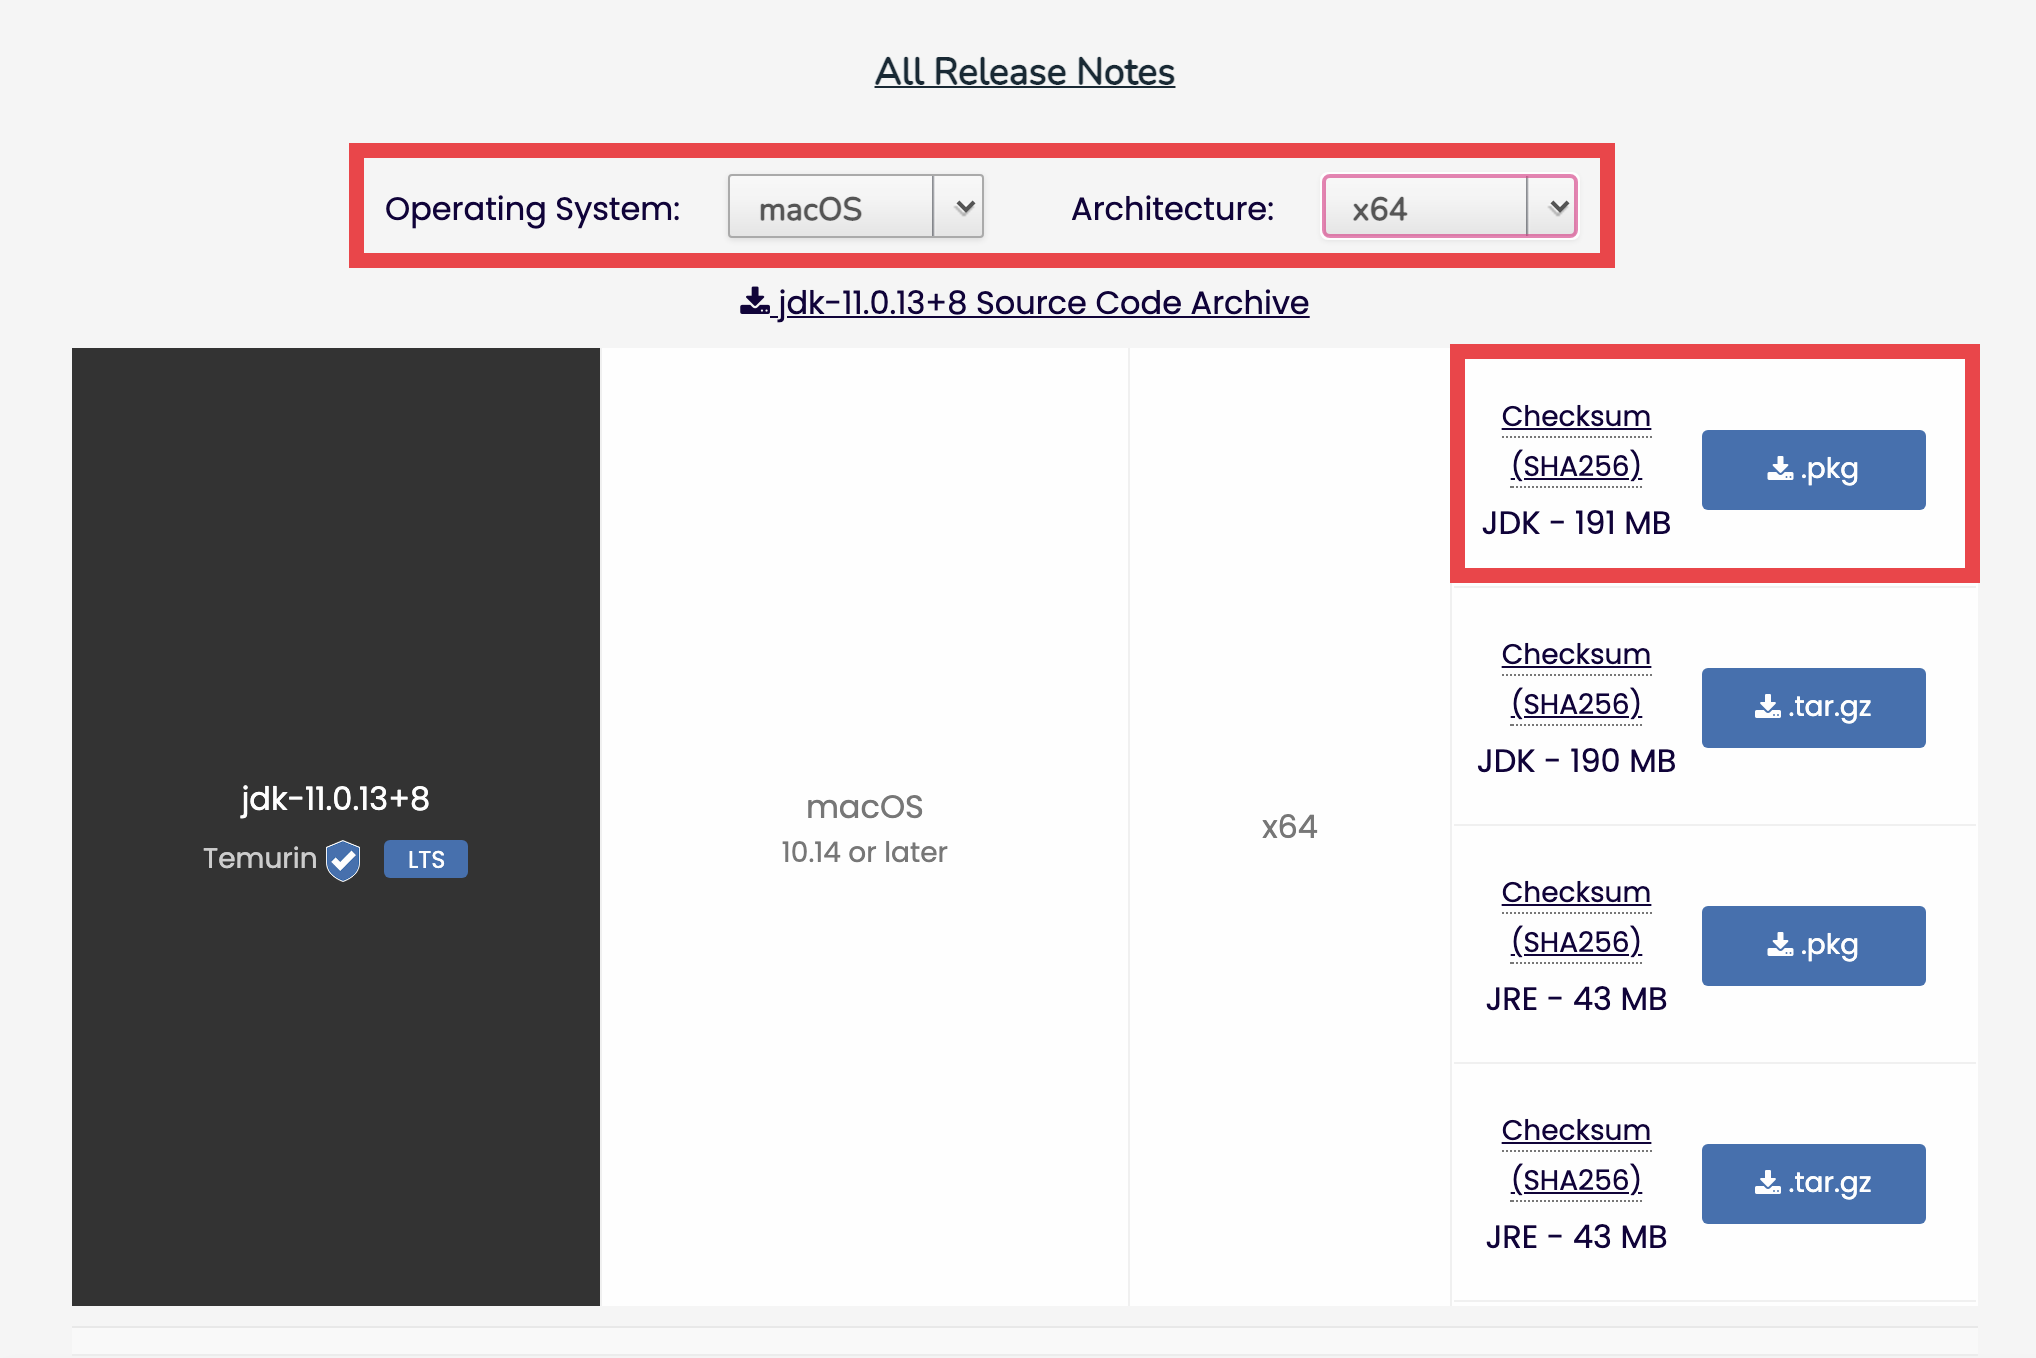 All Release Notes
Operating System: macOS Architecture: x64
jdk-11.0.13+8 Source Code Archive
jdk-11.0.13+8
Temurin LTS
macOS
10.14 or later
x64
Checksum
(SHA256)
JDK - 191 MB
.pkg
Checksum
(SHA256)
JDK - 190 MB
.tar.gz
Checksum
(SHA256)
JRE - 43 MB
.pkg
Checksum
(SHA256)
JRE - 43 MB
.tar.gz